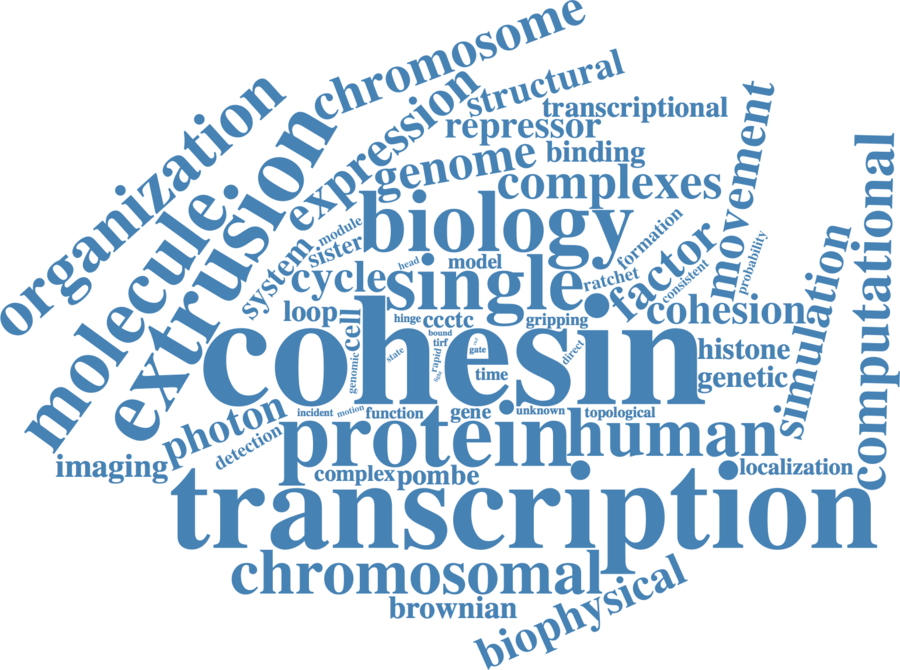 chromosome
organization
structural
expression
transcriptional
repressor
extrusion
genome
binding
movement
complexes
molecule
computational
biology
formation
module
sister
system
factor
probability
head
model
cycle
single
ratchet
consistent
simulation
loop
cell
cohesin
cohesion
hinge
ccctc
gripping
bound
tirf
gate
direct
state
rapid
genomic
time
histone
genetic
photon
incident
motion
function
gene
unknown
topological
detection
protein
human
imaging
complex
pombe
localization
transcription
chromosomal
brownian
biophysical